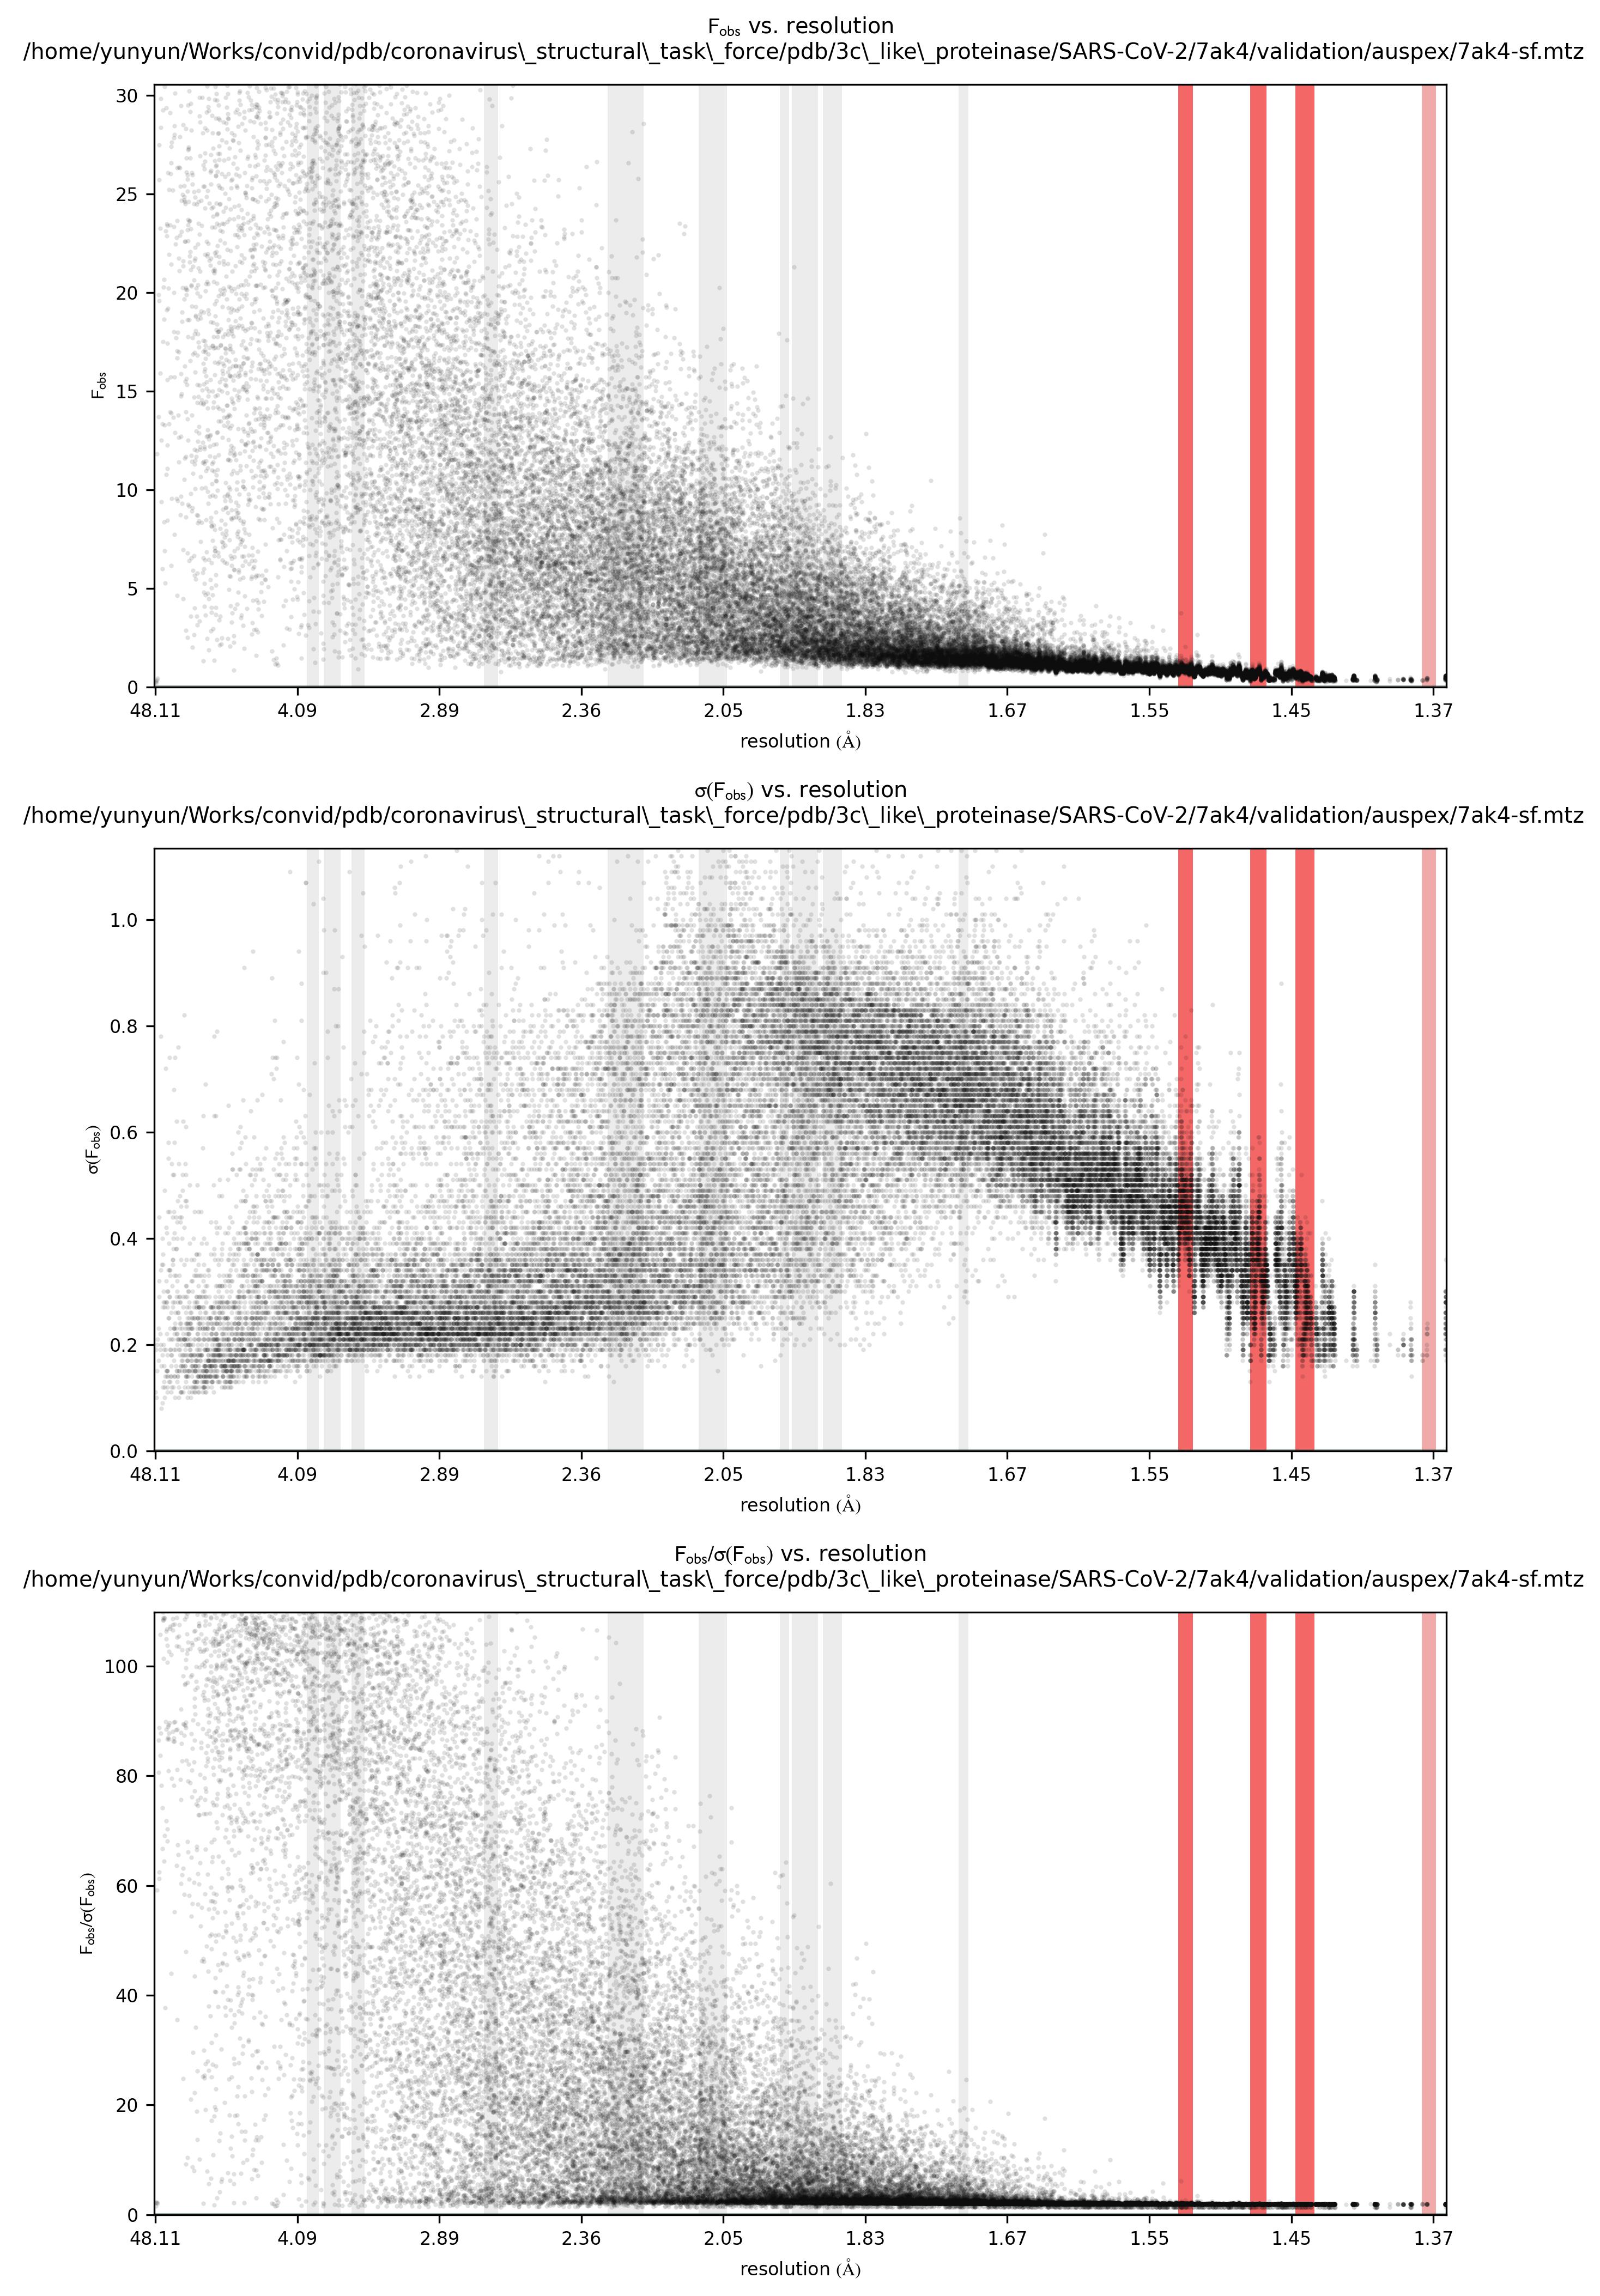 Fobs vs. resolution
/home/yunyun/Works/convid/pdb/coronavirus\_structural\_task\_force/pdb/3c\_like\_proteinase/SARS-CoV-2/7ak4/validation/auspex/7ak4-sf.mtz
30
25
20
15
10
5
0
Fobs
48.11 4.09 2.89 2.36 2.05 1.83 1.67 1.55 1.45 1.37
resolution (Å)
σ(Fobs) vs. resolution
/home/yunyun/Works/convid/pdb/coronavirus\_structural\_task\_force/pdb/3c\_like\_proteinase/SARS-CoV-2/7ak4/validation/auspex/7ak4-sf.mtz
1.0
0.8
0.6
0.4
0.2
0.0
σ(Fobs)
48.11 4.09 2.89 2.36 2.05 1.83 1.67 1.55 1.45 1.37
resolution (Å)
Fobs/σ(Fobs) vs. resolution
/home/yunyun/Works/convid/pdb/coronavirus\_structural\_task\_force/pdb/3c\_like\_proteinase/SARS-CoV-2/7ak4/validation/auspex/7ak4-sf.mtz
100
80
60
40
20
0
Fobs/σ(Fobs)
48.11 4.09 2.89 2.36 2.05 1.83 1.67 1.55 1.45 1.37
resolution (Å)